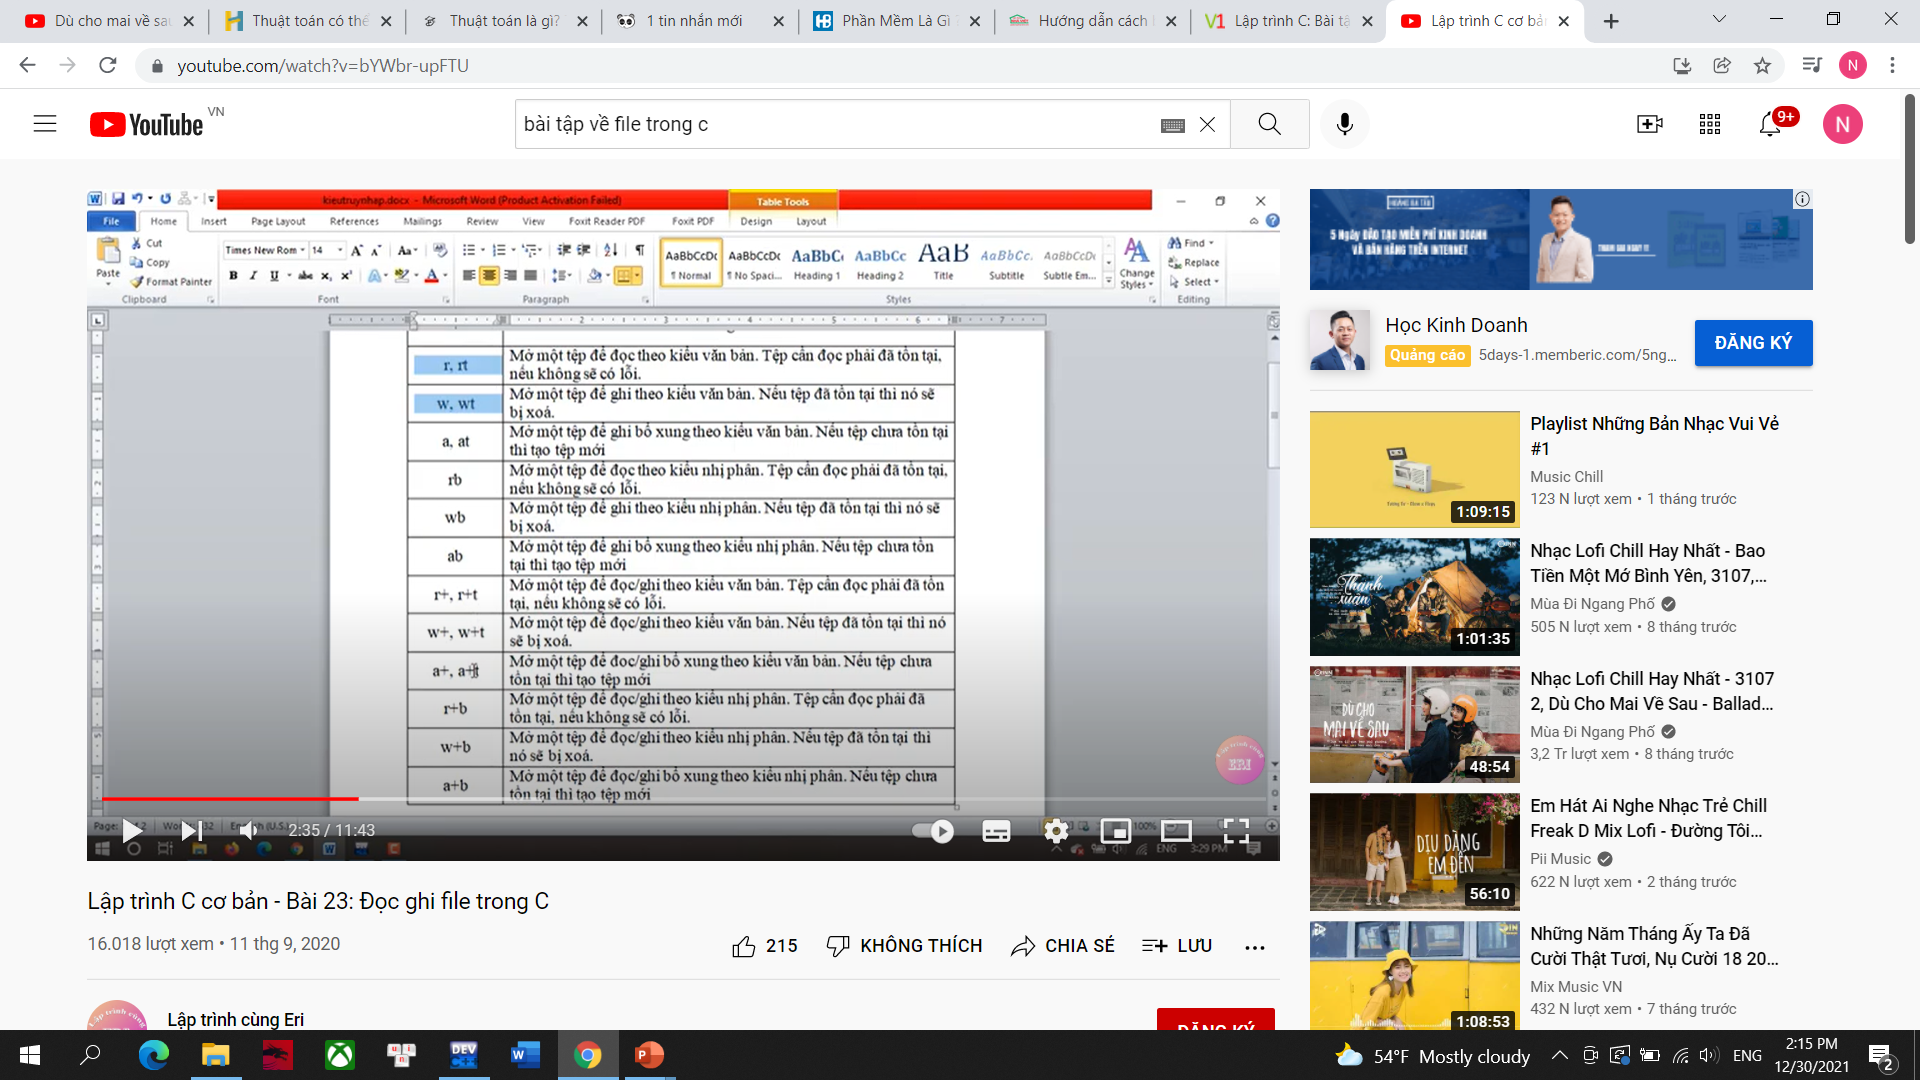 Dù cho mai về sau
Thuật toán có thể
Thuật toán là gì?
1 tin nhắn mới
Phần Mềm Là Gì
Hướng dẫn cách
Lập trình C: Bài tậ
Lập trình C cơ bản
youtube.com/watch?v=bYWbr-upFTU
N
YouTube VN
bài tập về file trong c
9+
N
kieutruynhap.docx - Microsoft Word (Product Activation Failed)
Table Tools
File Home Insert Page Layout References Mailings Review View Foxit Reader PDF Foxit PDF Design Layout
Paste
Cut
Copy
Format Painter
Times New Rom 14
AaBbCcDc AaBbCcDc AaBbC AaBbCc AaB AaBbCc. AaBbCcDc
¶ Normal ¶ No Spaci... Heading 1 Heading 2 Title Subtitle Subtle Em...
Change
Styles
Find
Replace
Select
Clipboard Font Paragraph Styles Editing
r, rt
Mở một tệp để đọc theo kiểu văn bản. Tệp cần đọc phải đã tồn tại,
nếu không sẽ có lỗi.
w, wt
Mở một tệp để ghi theo kiểu văn bản. Nếu tệp đã tồn tại thì nó sẽ
bị xoá.
a, at
Mở một tệp để ghi bổ xung theo kiểu văn bản. Nếu tệp chưa tồn tại
thì tạo tệp mới
rb
Mở một tệp để đọc theo kiểu nhị phân. Tệp cần đọc phải đã tồn tại,
nếu không sẽ có lỗi.
wb
Mở một tệp để ghi theo kiểu nhị phân. Nếu tệp đã tồn tại thì nó sẽ
bị xoá.
ab
Mở một tệp để ghi bổ xung theo kiểu nhị phân. Nếu tệp chưa tồn
tại thì tạo tệp mới
r+, r+t
Mở một tệp để đọc/ghi theo kiểu văn bản. Tệp cần đọc phải đã tồn
tại, nếu không sẽ có lỗi.
w+, w+t
Mở một tệp để đọc/ghi theo kiểu văn bản. Nếu tệp đã tồn tại thì nó
sẽ bị xoá.
a+, a+t
Mở một tệp để đoc/ghi bổ xung theo kiểu văn bản. Nếu tệp chưa
tồn tại thì tạo tệp mới
r+b
Mở một tệp để đọc/ghi theo kiểu nhị phân. Tệp cần đọc phải đã
tồn tại, nếu không sẽ có lỗi.
w+b
Mở một tệp để đọc/ghi theo kiểu nhị phân. Nếu tệp đã tồn tại thì
nó sẽ bị xoá.
a+b
Mở một tệp để đọc/ghi bổ xung theo kiểu nhị phân. Nếu tệp chưa
tồn tại thì tạo tệp mới
ERI
2:35 / 11:43
100%
ENG 3:29 PM
Lập trình C cơ bản - Bài 23: Đọc ghi file trong C
16.018 lượt xem • 11 thg 9, 2020
215 KHÔNG THÍCH CHIA SẺ LƯU
Lập trình cùng Eri
ĐĂNG KÝ
HOÀNG BÁ TẦU
5 Ngày ĐÀO TẠO MIỄN PHÍ KINH DOANH
VÀ BÁN HÀNG TRÊN INTERNET
THAM GIA NGAY !!!
Học Kinh Doanh
Quảng cáo 5days-1.memberic.com/5ng...
ĐĂNG KÝ
Playlist Những Bản Nhạc Vui Vẻ
#1
Music Chill
123 N lượt xem • 1 tháng trước
1:09:15
Thanh xuân
Nhạc Lofi Chill Hay Nhất - Bao
Tiền Một Mớ Bình Yên, 3107,...
Mùa Đi Ngang Phố
505 N lượt xem • 8 tháng trước
1:01:35
DÙ CHO
MAI VỀ SAU
Nhạc Lofi Chill Hay Nhất - 3107
2, Dù Cho Mai Về Sau - Ballad...
Mùa Đi Ngang Phố
3,2 Tr lượt xem • 8 tháng trước
48:54
DỊU DÀNG
EM ĐẾN
Em Hát Ai Nghe Nhạc Trẻ Chill
Freak D Mix Lofi - Đường Tôi...
Pii Music
622 N lượt xem • 2 tháng trước
56:10
Những Năm Tháng Ấy Ta Đã
Cười Thật Tươi, Nụ Cười 18 20...
Mix Music VN
432 N lượt xem • 7 tháng trước
1:08:53
DEV
C++
54°F Mostly cloudy
ENG
2:15 PM
12/30/2021
2